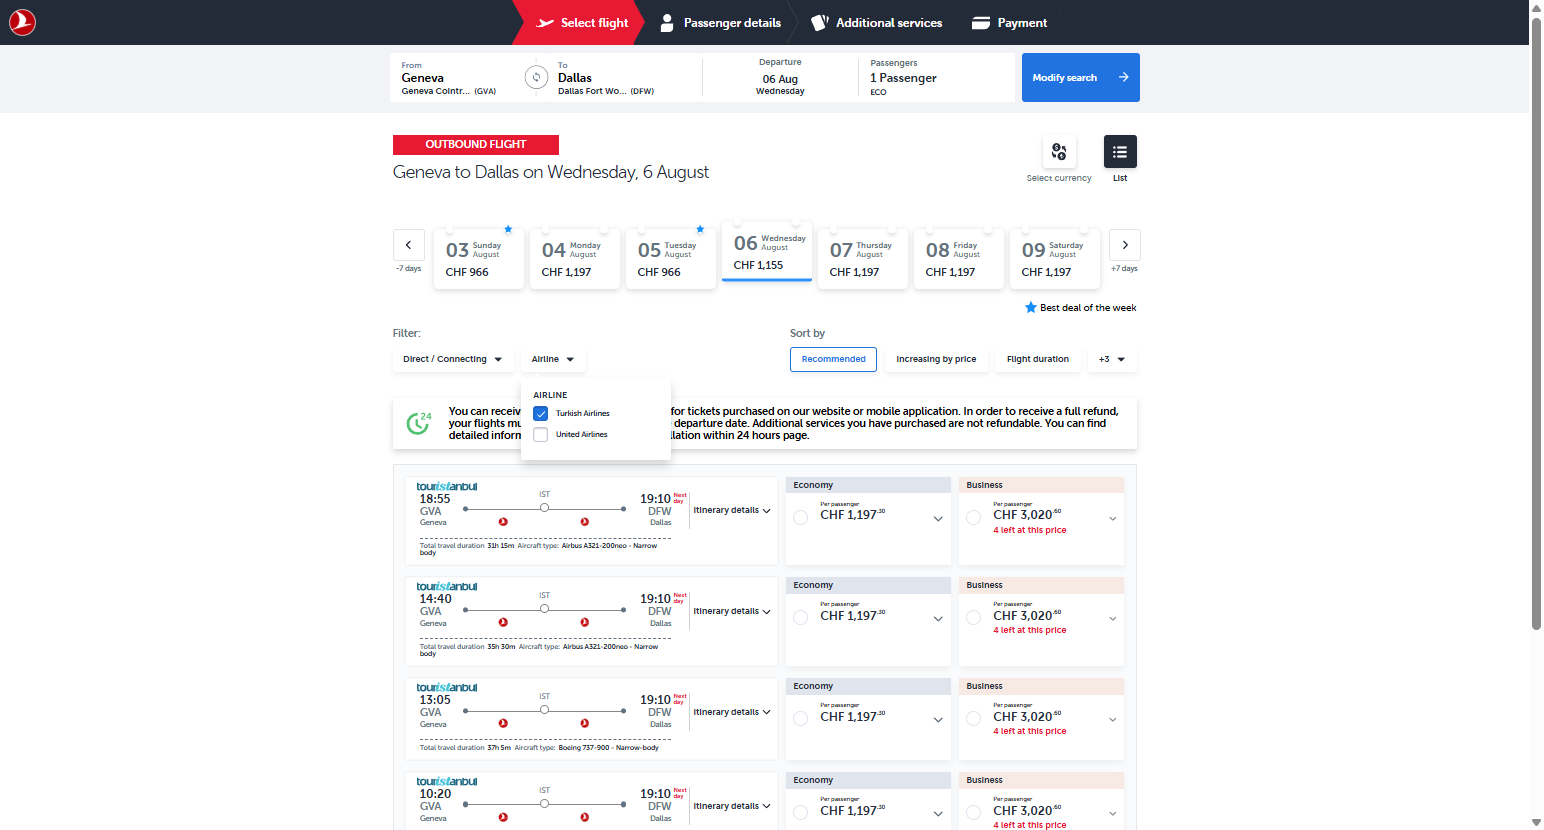 Select flight
Passenger details
Additional services
Payment
From
Geneva
Geneva Cointr... (GVA)
To
Dallas
Dallas Fort Wo... (DFW)
Departure
06 Aug
Wednesday
Passengers
1 Passenger
ECO
Modify search
OUTBOUND FLIGHT
Geneva to Dallas on Wednesday, 6 August
Select currency
List
-7 days
03 Sunday August
CHF 966
04 Monday August
CHF 1,197
05 Tuesday August
CHF 966
06 Wednesday August
CHF 1,155
07 Thursday August
CHF 1,197
08 Friday August
CHF 1,197
09 Saturday August
CHF 1,197
+7 days
Best deal of the week
Filter:
Sort by
Direct / Connecting
Airline
Recommended
Increasing by price
Flight duration
+3
AIRLINE
Turkish Airlines
United Airlines
24
You can receiv for tickets purchased on our website or mobile application. In order to receive a full refund,
your flights mu departure date. Additional services you have purchased are not refundable. You can find
detailed inform llation within 24 hours page.
touristanbul
18:55
GVA
Geneva
IST
19:10 Next day
DFW
Dallas
Itinerary details
Total travel duration 31h 15m Aircraft type: Airbus A321-200neo - Narrow
body
Economy
Per passenger
CHF 1,197.30
Business
Per passenger
CHF 3,020.60
4 left at this price
touristanbul
14:40
GVA
Geneva
IST
19:10 Next day
DFW
Dallas
Itinerary details
Total travel duration 35h 30m Aircraft type: Airbus A321-200neo - Narrow
body
Economy
Per passenger
CHF 1,197.30
Business
Per passenger
CHF 3,020.60
4 left at this price
touristanbul
13:05
GVA
Geneva
IST
19:10 Next day
DFW
Dallas
Itinerary details
Total travel duration 37h 5m Aircraft type: Boeing 737-900 - Narrow-body
Economy
Per passenger
CHF 1,197.30
Business
Per passenger
CHF 3,020.60
4 left at this price
touristanbul
10:20
GVA
Geneva
IST
19:10 Next day
DFW
Dallas
Itinerary details
Economy
Per passenger
CHF 1,197.30
Business
Per passenger
CHF 3,020.60
4 left at this price